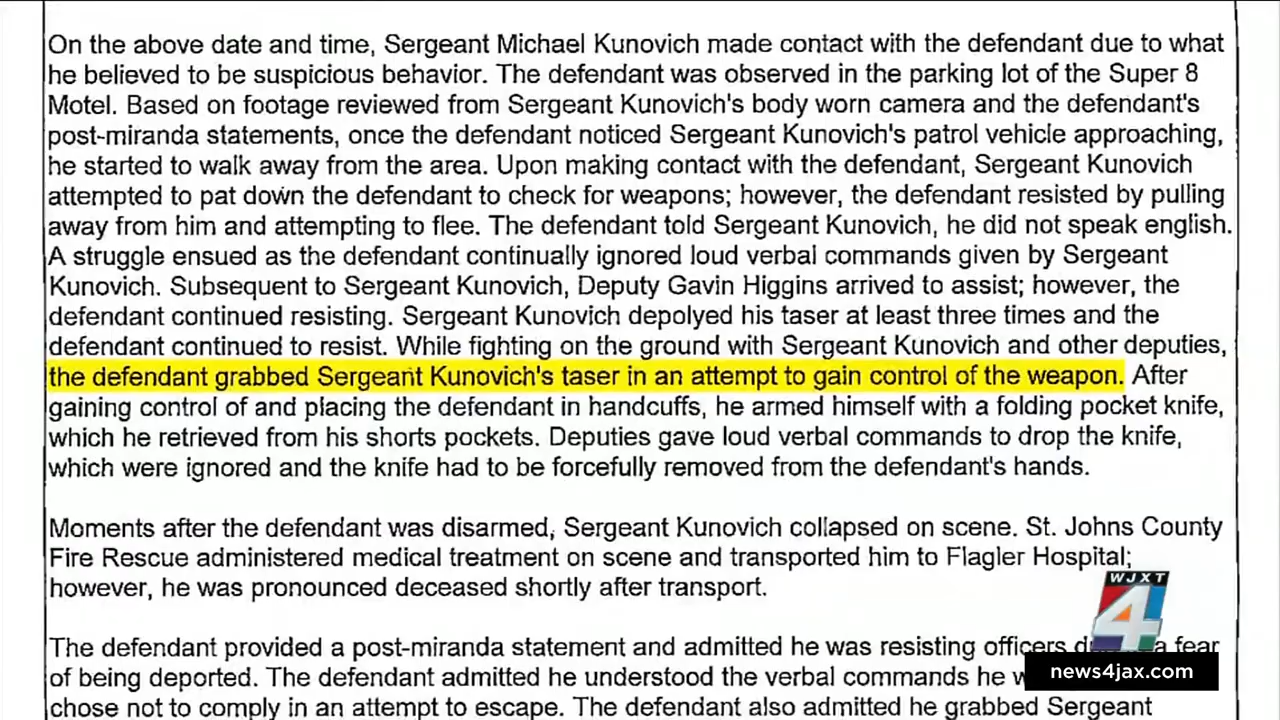 On the above date and time, Sergeant Michael Kunovich made contact with the defendant due to what
he believed to be suspicious behavior. The defendant was observed in the parking lot of the Super 8
Motel. Based on footage reviewed from Sergeant Kunovich's body worn camera and the defendant's
post-miranda statements, once the defendant noticed Sergeant Kunovich's patrol vehicle approaching,
he started to walk away from the area. Upon making contact with the defendant, Sergeant Kunovich
attempted to pat down the defendant to check for weapons; however, the defendant resisted by pulling
away from him and attempting to flee. The defendant told Sergeant Kunovich, he did not speak english.
A struggle ensued as the defendant continually ignored loud verbal commands given by Sergeant
Kunovich. Subsequent to Sergeant Kunovich, Deputy Gavin Higgins arrived to assist; however, the
defendant continued resisting. Sergeant Kunovich depolyed his taser at least three times and the
defendant continued to resist. While fighting on the ground with Sergeant Kunovich and other deputies,
the defendant grabbed Sergeant Kunovich's taser in an attempt to gain control of the weapon. After
gaining control of and placing the defendant in handcuffs, he armed himself with a folding pocket knife,
which he retrieved from his shorts pockets. Deputies gave loud verbal commands to drop the knife,
which were ignored and the knife had to be forcefully removed from the defendant's hands.
Moments after the defendant was disarmed, Sergeant Kunovich collapsed on scene. St. Johns County
Fire Rescue administered medical treatment on scene and transported him to Flagler Hospital;
however, he was pronounced deceased shortly after transport.
The defendant provided a post-miranda statement and admitted he was resisting officers a fear
of being deported. The defendant admitted he understood the verbal commands he
chose not to comply in an attempt to escape. The defendant also admitted he grabbed Sergeant
WJXT
4
news4jax.com